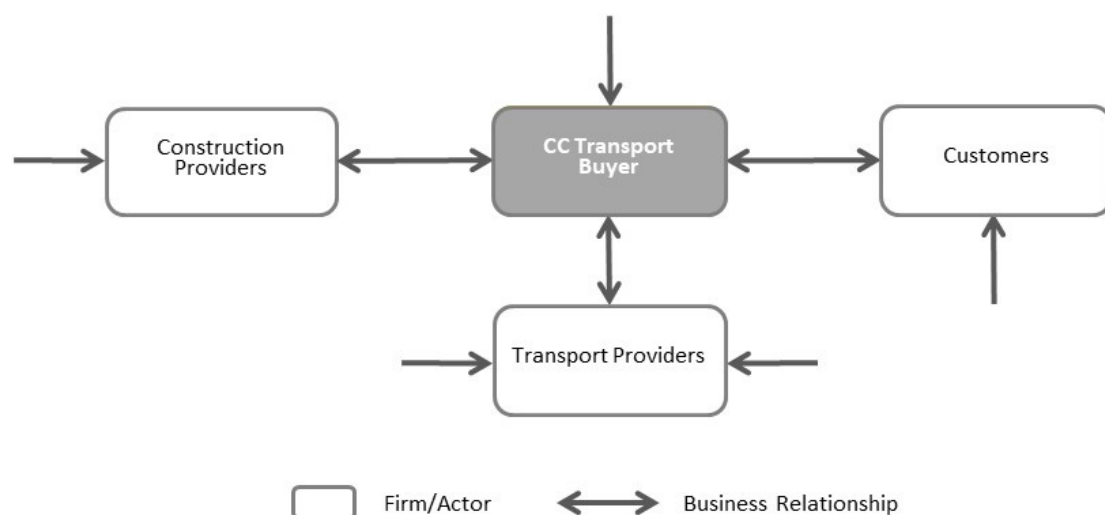 Construction
Providers
CC Transport
Buyer
Customers
Transport Providers
Firm/Actor
Business Relationship